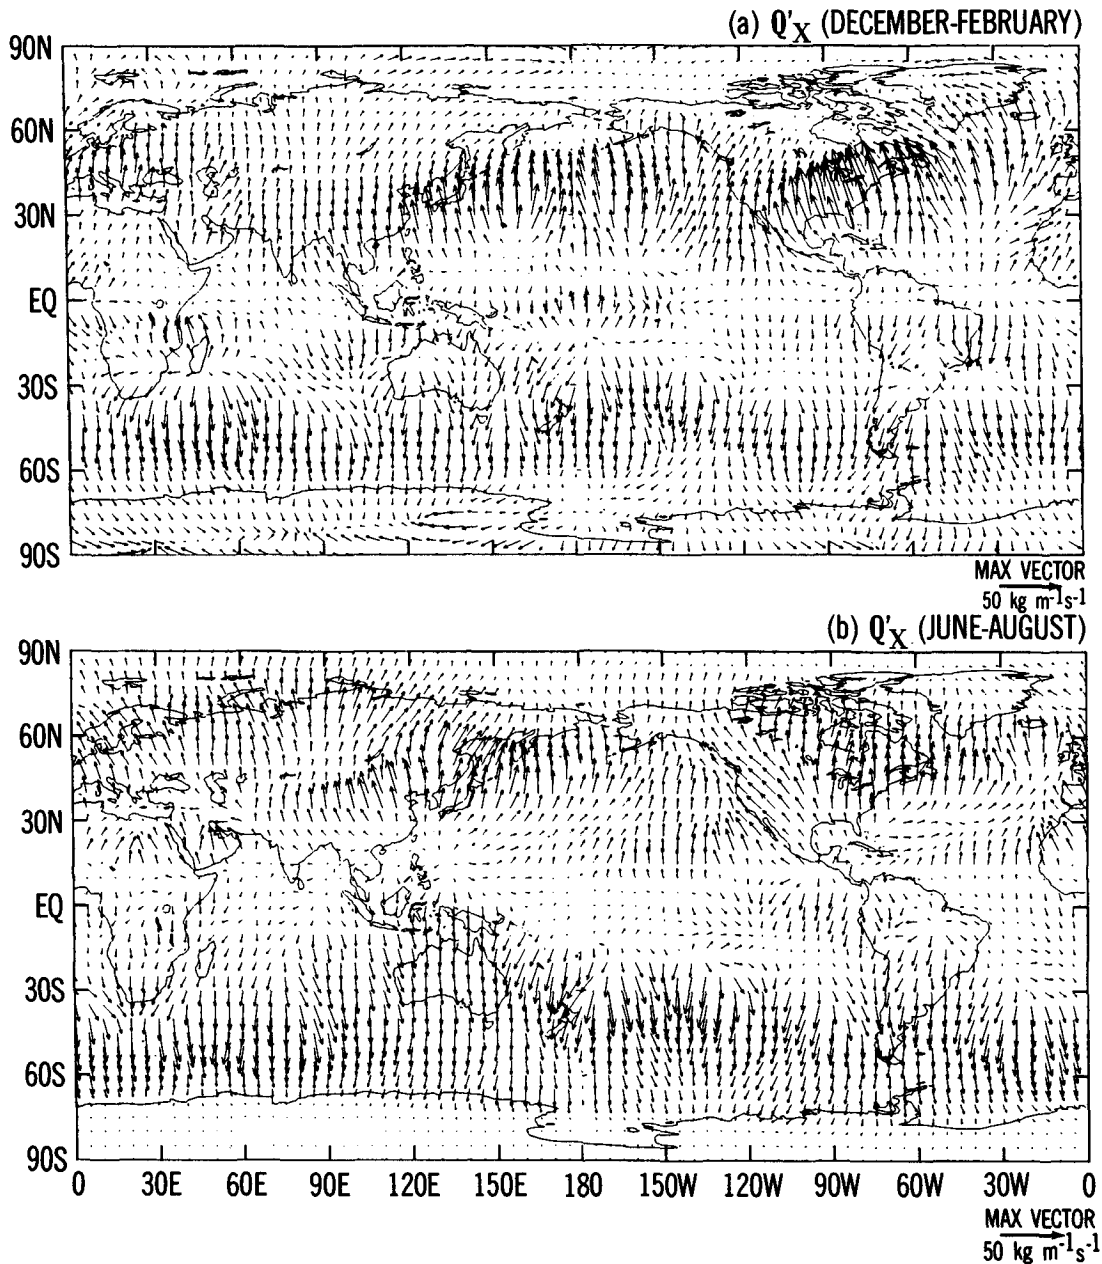 (a) Q'X (DECEMBER-FEBRUARY)
90N
60N
30N
EQ
30S
60S
90S
MAX VECTOR
50 kg m-1s-1
(b) Q'X (JUNE-AUGUST)
90N
60N
30N
EQ
30S
60S
90S
0 30E 60E 90E 120E 150E 180 150W 120W 90W 60W 30W 0
MAX VECTOR
50 kg m-1s-1